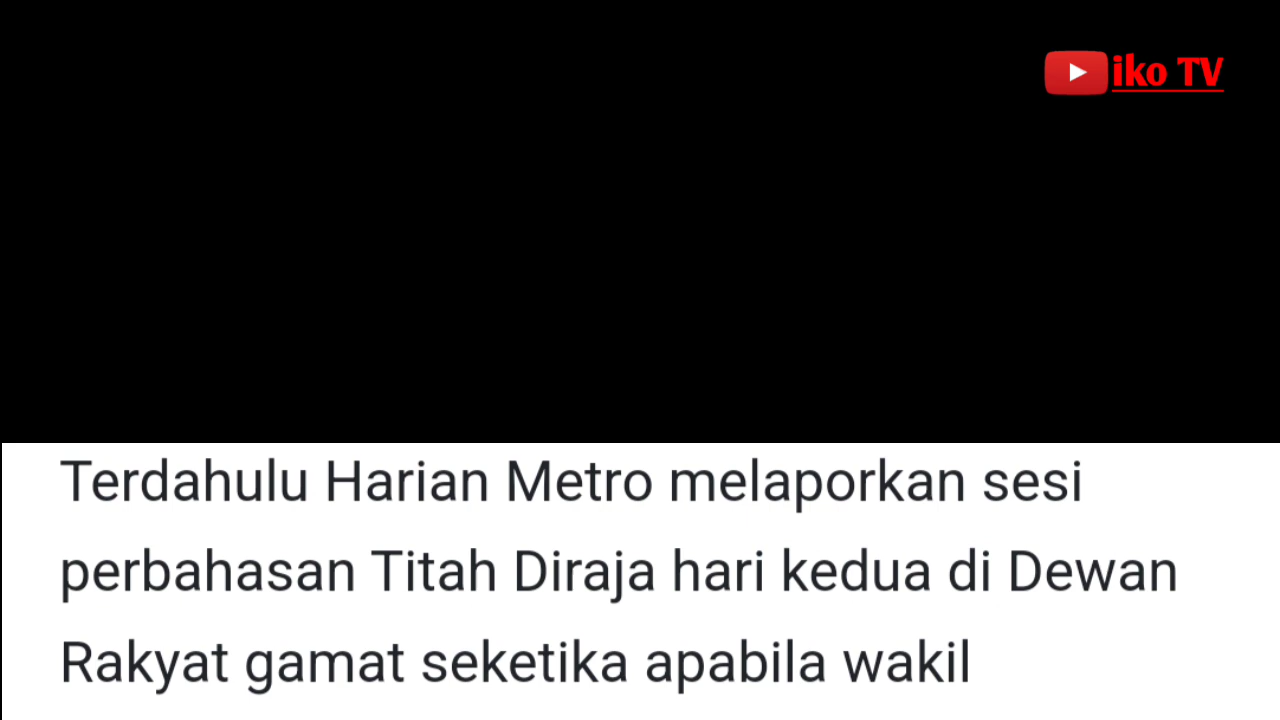 iko TV
Terdahulu Harian Metro melaporkan sesi
perbahasan Titah Diraja hari kedua di Dewan
Rakyat gamat seketika apabila wakil